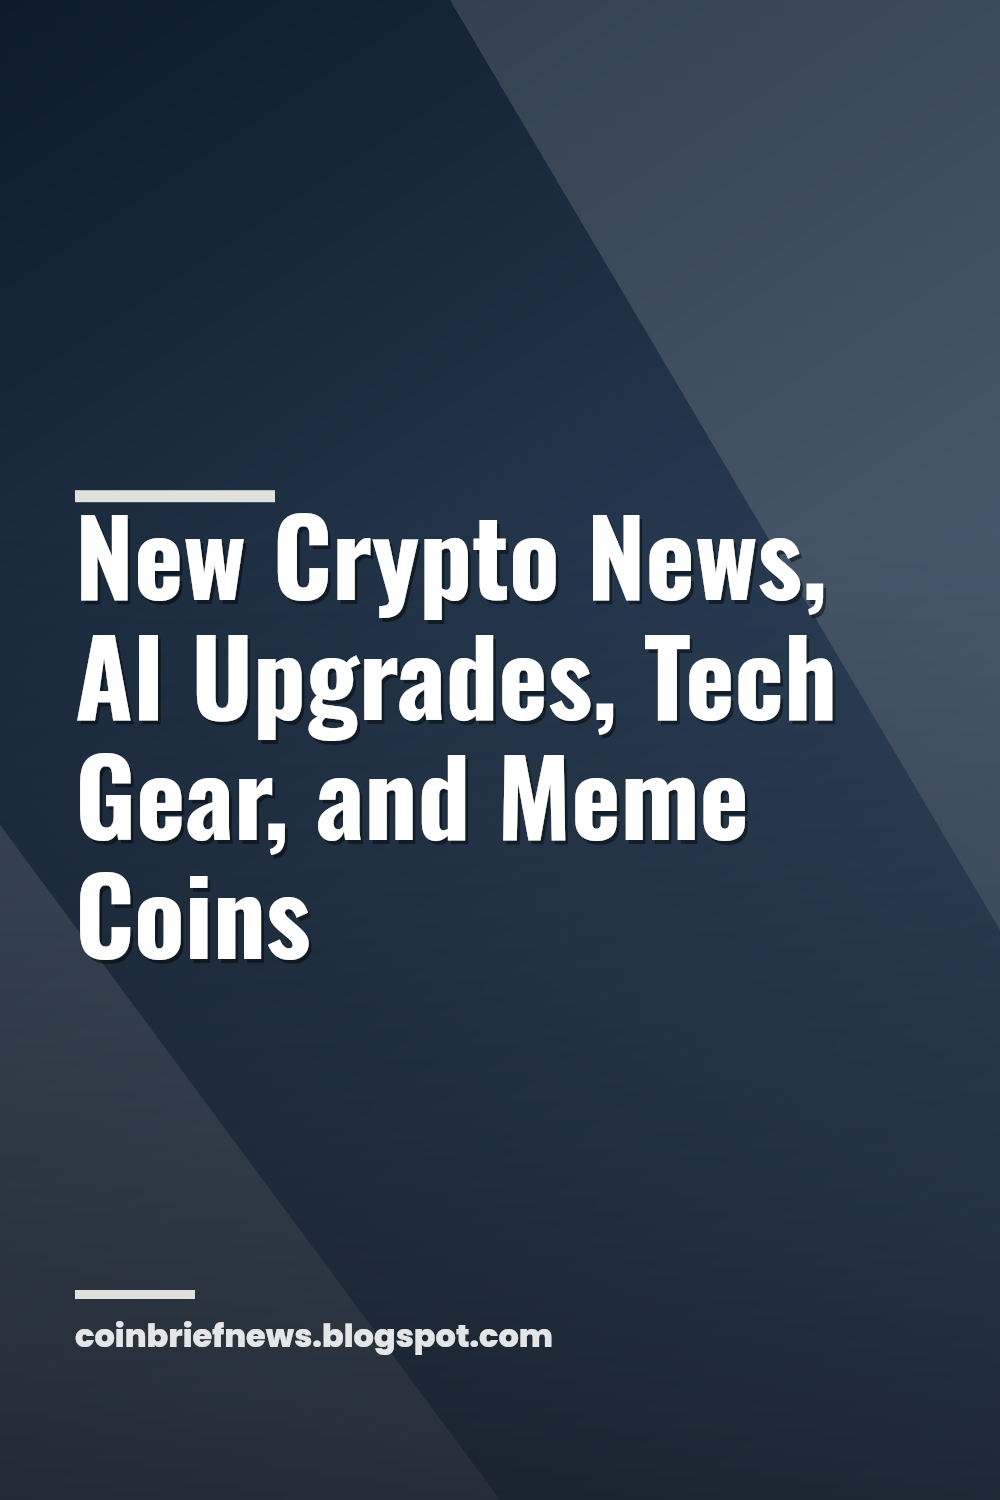 New Crypto News,
AI Upgrades, Tech
Gear, and Meme
Coins
coinbriefnews.blogspot.com